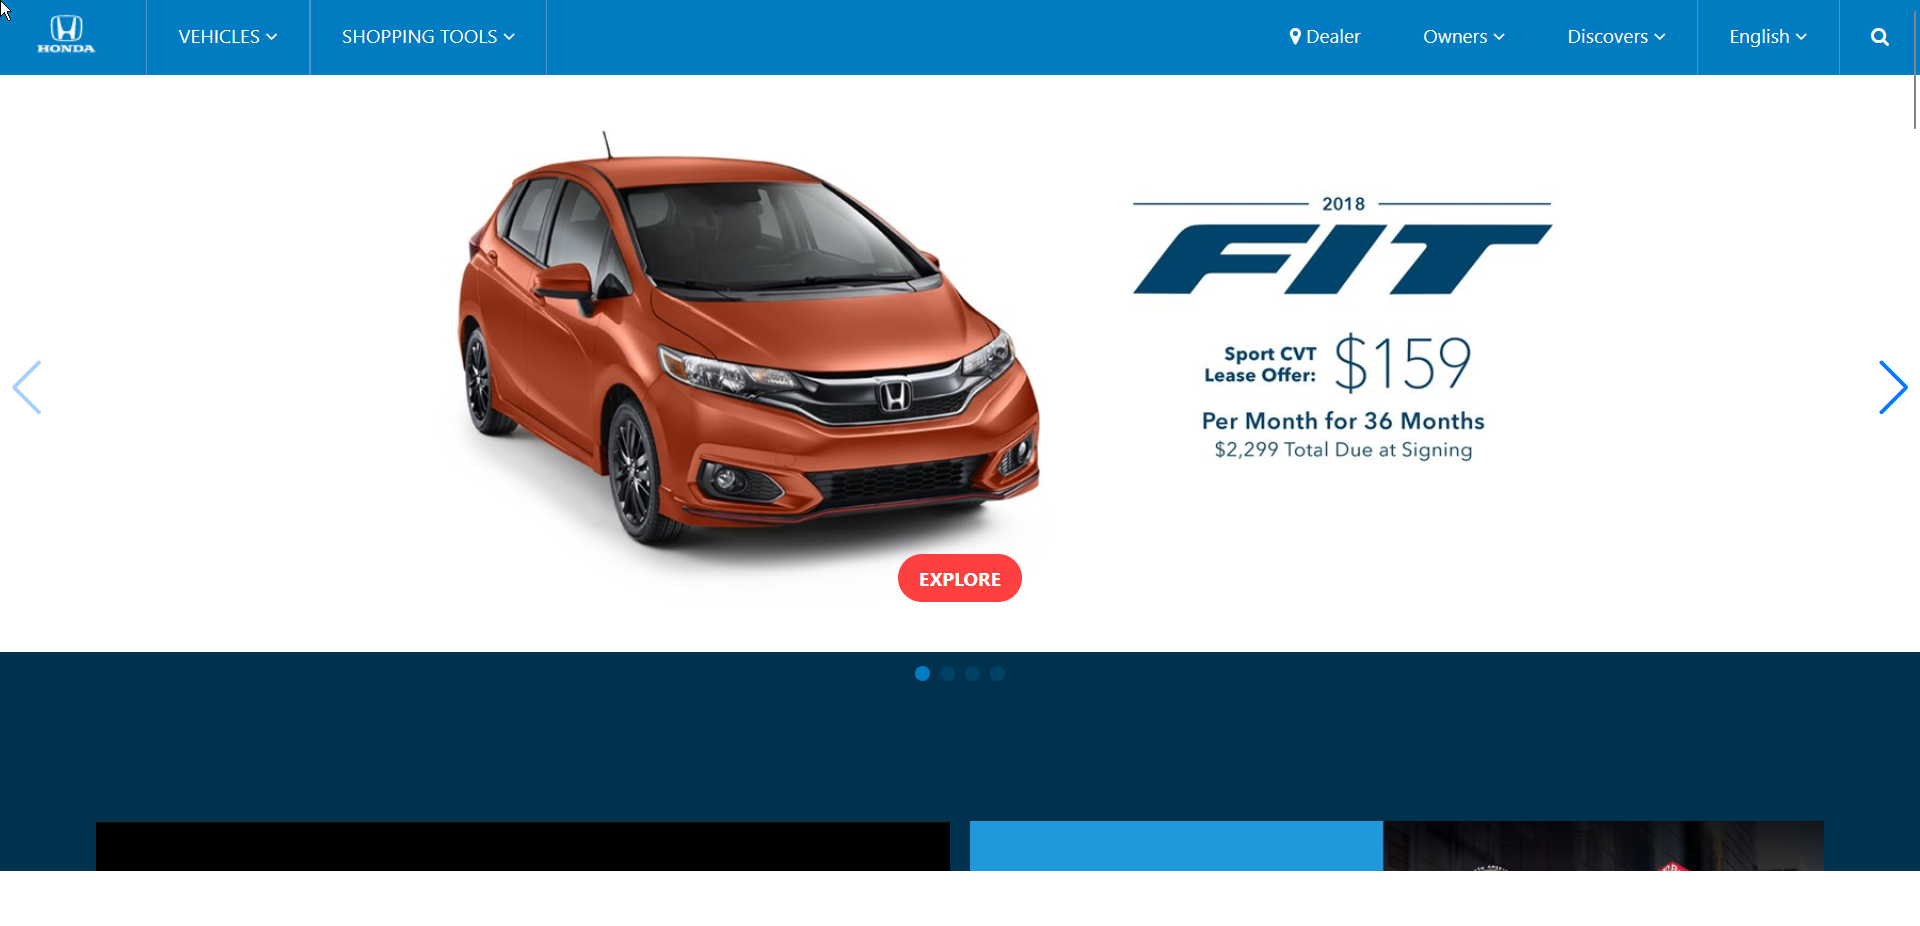 HONDA
VEHICLES
SHOPPING TOOLS
Dealer
Owners
Discovers
English
2018
FIT
Sport CVT
Lease Offer:
$159
Per Month for 36 Months
$2,299 Total Due at Signing
EXPLORE